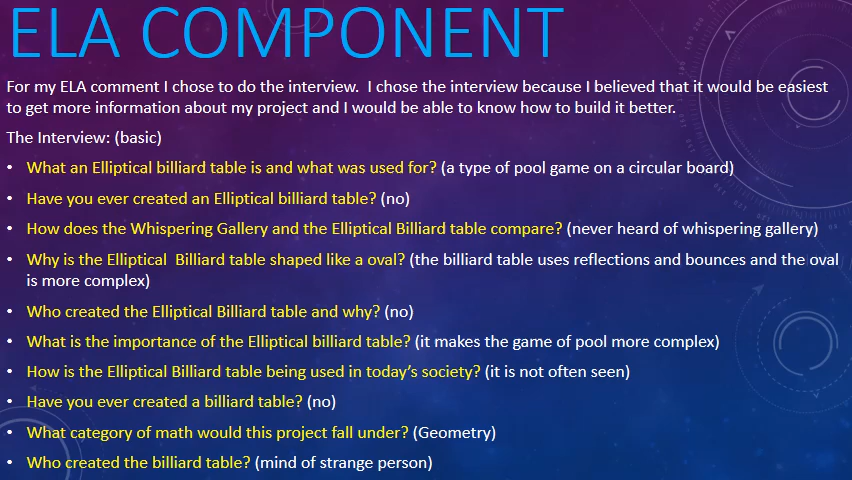 ELA COMPONENT
For my ELA comment I chose to do the interview.  I chose the interview because I believed that it would be easiest
to get more information about my project and I would be able to know how to build it better.
The Interview: (basic)
• What an Elliptical billiard table is and what was used for? (a type of pool game on a circular board)
• Have you ever created an Elliptical billiard table? (no)
• How does the Whispering Gallery and the Elliptical Billiard table compare? (never heard of whispering gallery)
• Why is the Elliptical  Billiard table shaped like a oval? (the billiard table uses reflections and bounces and the oval
is more complex)
• Who created the Elliptical Billiard table and why? (no)
• What is the importance of the Elliptical billiard table? (it makes the game of pool more complex)
• How is the Elliptical Billiard table being used in today's society? (it is not often seen)
• Have you ever created a billiard table? (no)
• What category of math would this project fall under? (Geometry)
• Who created the billiard table? (mind of strange person)